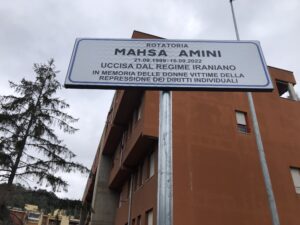 ROTATORIA
MAHSA AMINI
21.09.1999-16.09.2022
UCCISA DAL REGIME IRANIANO
IN MEMORIA DELLE DONNE VITTIME DELLA
REPRESSIONE DEI DIRITTI INDIVIDUALI